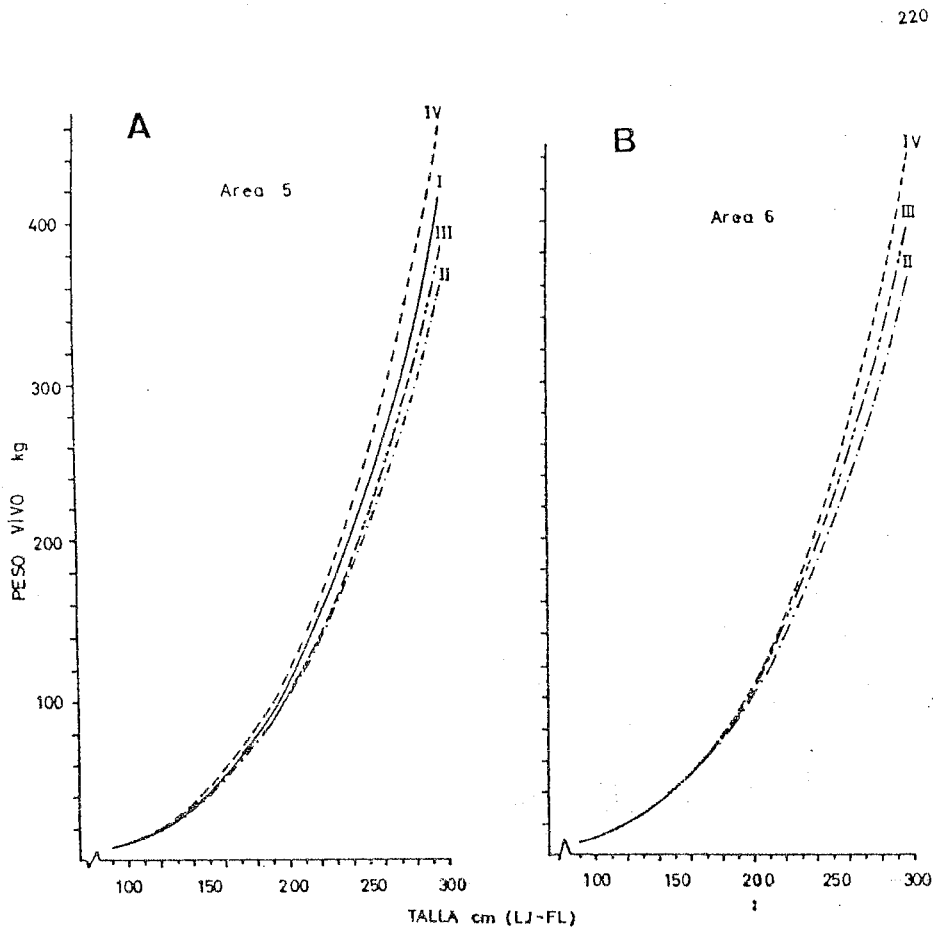 220
A
Area 5
IV
I
III
II
400
300
200
100
PESO VIVO kg
100 150 200 250 300
B
Area 6
IV
III
II
100 150 200 250 300
TALLA cm (LJ-FL)